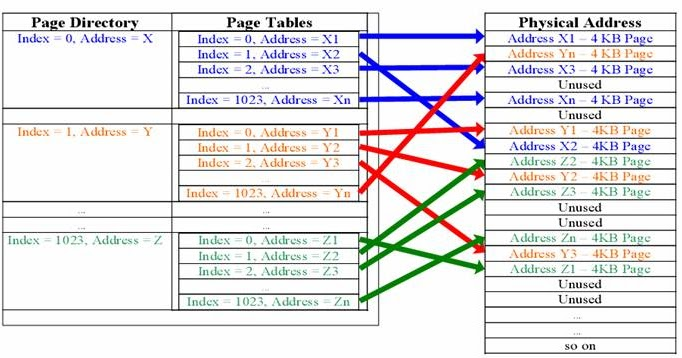 Page Directory
Page Tables
Physical Address
Index = 0, Address = X
Index = 0, Address = X1
Index = 1, Address = X2
Index = 2, Address = X3
...
Index = 1023, Address = Xn
Index = 1, Address = Y
Index = 0, Address = Y1
Index = 1, Address = Y2
Index = 2, Address = Y3
...
Index = 1023, Address = Yn
...
...
...
...
Index = 1023, Address = Z
Index = 0, Address = Z1
Index = 1, Address = Z2
Index = 2, Address = Z3
...
Index = 1023, Address = Zn
Address X1 – 4 KB Page
Address Yn – 4 KB Page
Address X3 – 4 KB Page
Unused
Address Xn – 4 KB Page
Unused
Address Y1 – 4KB Page
Address X2 – 4KB Page
Address Z2 – 4KB Page
Address Y2 – 4KB Page
Address Z3 – 4KB Page
Unused
Unused
Address Zn – 4KB Page
Address Y3 – 4KB Page
Address Z1 – 4KB Page
Unused
Unused
...
...
so on